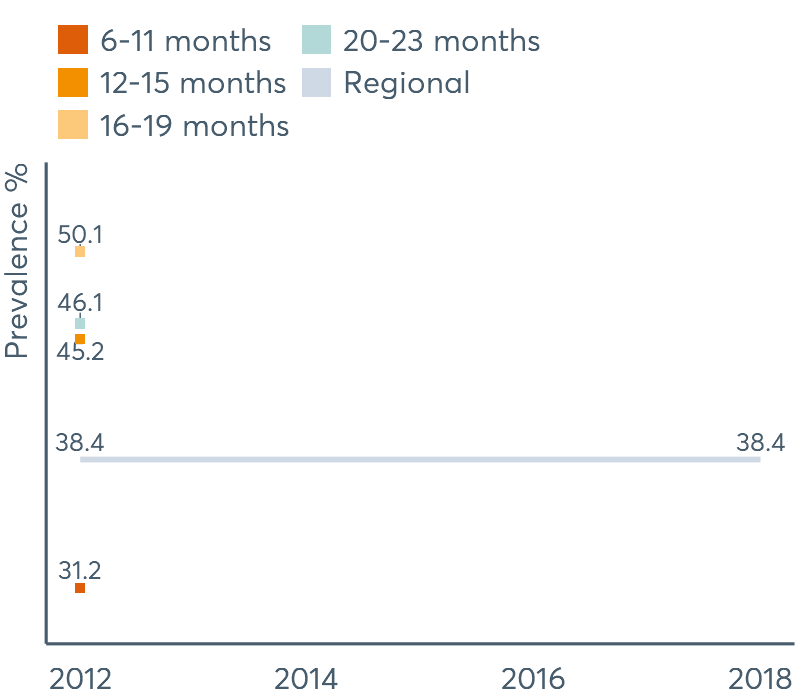 6-11 months
20-23 months
12-15 months
Regional
16-19 months
Prevalence %
50.1
46.1
45.2
38.4
38.4
31.2
2012
2014
2016
2018